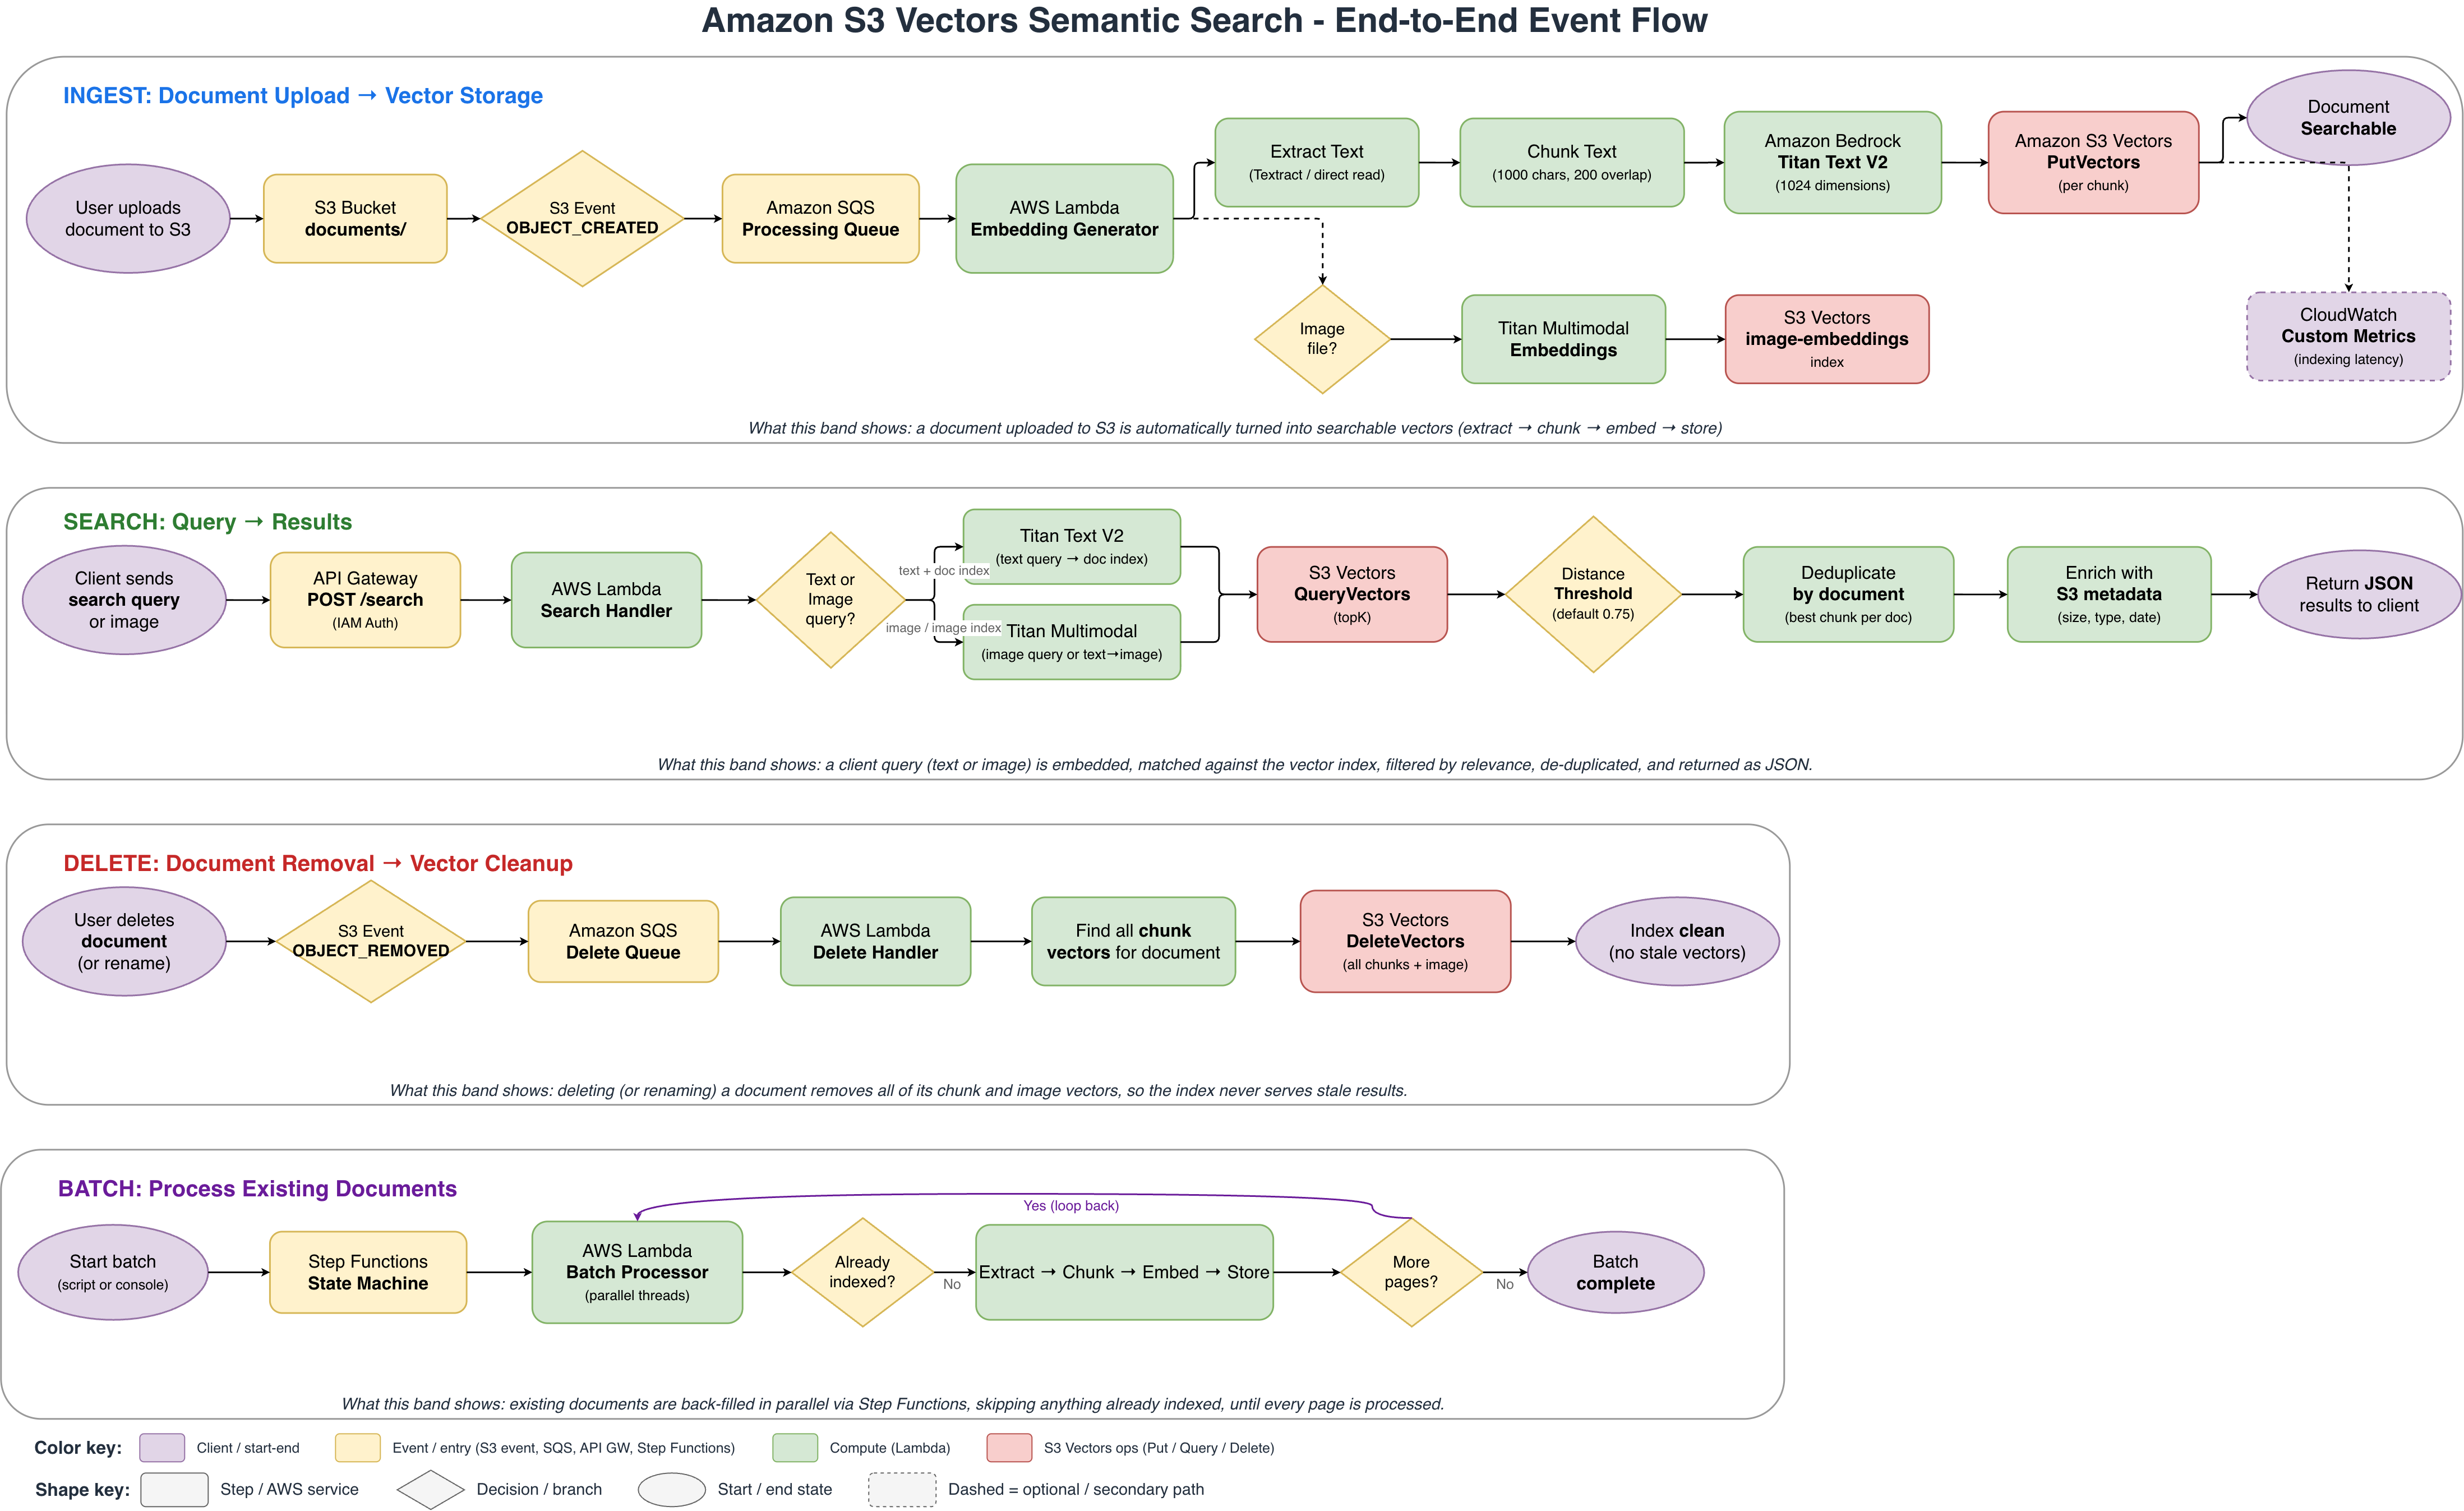 Amazon S3 Vectors Semantic Search - End-to-End Event Flow
INGEST: Document Upload → Vector Storage
User uploads
document to S3
S3 Bucket
documents/
S3 Event
OBJECT_CREATED
Amazon SQS
Processing Queue
AWS Lambda
Embedding Generator
Extract Text
(Textract / direct read)
Chunk Text
(1000 chars, 200 overlap)
Amazon Bedrock
Titan Text V2
(1024 dimensions)
Amazon S3 Vectors
PutVectors
(per chunk)
Document
Searchable
Image
file?
Titan Multimodal
Embeddings
S3 Vectors
image-embeddings
index
CloudWatch
Custom Metrics
(indexing latency)
What this band shows: a document uploaded to S3 is automatically turned into searchable vectors (extract → chunk → embed → store)
SEARCH: Query → Results
Client sends
search query
or image
API Gateway
POST /search
(IAM Auth)
AWS Lambda
Search Handler
Text or
Image
query?
text + doc index
Titan Text V2
(text query → doc index)
image / image index
Titan Multimodal
(image query or text→image)
S3 Vectors
QueryVectors
(topK)
Distance
Threshold
(default 0.75)
Deduplicate
by document
(best chunk per doc)
Enrich with
S3 metadata
(size, type, date)
Return JSON
results to client
What this band shows: a client query (text or image) is embedded, matched against the vector index, filtered by relevance, de-duplicated, and returned as JSON.
DELETE: Document Removal → Vector Cleanup
User deletes
document
(or rename)
S3 Event
OBJECT_REMOVED
Amazon SQS
Delete Queue
AWS Lambda
Delete Handler
Find all chunk
vectors for document
S3 Vectors
DeleteVectors
(all chunks + image)
Index clean
(no stale vectors)
What this band shows: deleting (or renaming) a document removes all of its chunk and image vectors, so the index never serves stale results.
BATCH: Process Existing Documents
Yes (loop back)
Start batch
(script or console)
Step Functions
State Machine
AWS Lambda
Batch Processor
(parallel threads)
Already
indexed?
No
Extract → Chunk → Embed → Store
More
pages?
No
Batch
complete
What this band shows: existing documents are back-filled in parallel via Step Functions, skipping anything already indexed, until every page is processed.
Color key: Client / start-end Event / entry (S3 event, SQS, API GW, Step Functions) Compute (Lambda) S3 Vectors ops (Put / Query / Delete)
Shape key: Step / AWS service Decision / branch Start / end state Dashed = optional / secondary path